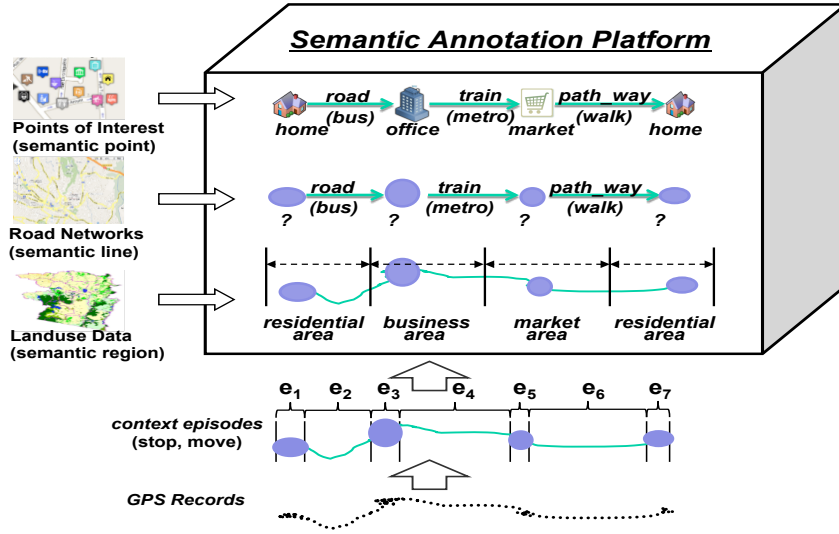 Semantic Annotation Platform
Points of Interest
(semantic point)
road train path_way
(bus) (metro) (walk)
home office market home
Road Networks
(semantic line)
road train path_way
(bus) (metro) (walk)
? ? ? ?
Landuse Data
(semantic region)
residential area
business area
market area
residential area
e1 e2 e3 e4 e5 e6 e7
context episodes
(stop, move)
GPS Records